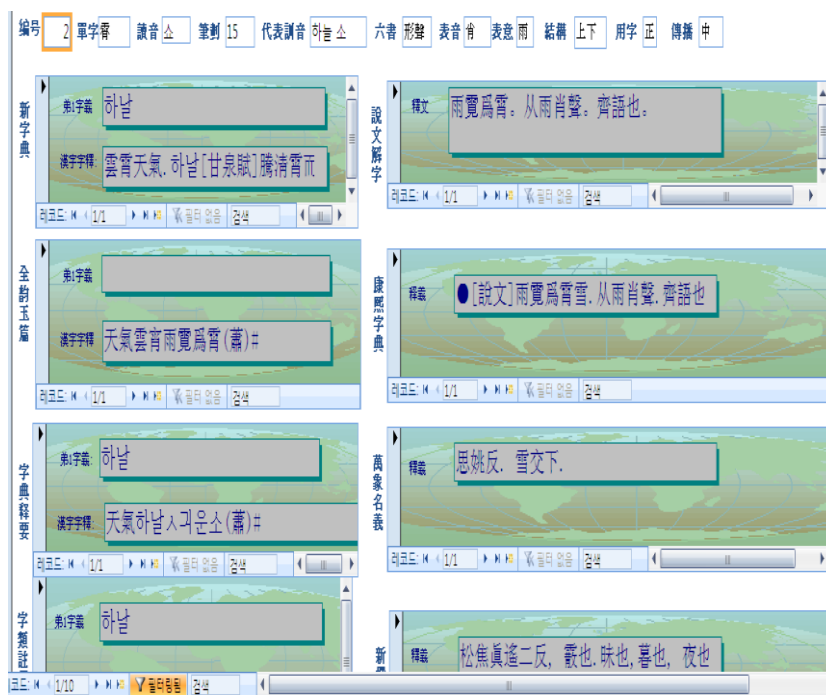 编号 2 單字 霄 讀音 소 筆劃 15 代表訓音 하늘 소 六書 形聲 表音 肖 表意 雨 結構 上下 用字 正 傳播 中
新字典
弟1字義 하날
漢字字釋: 雲霄天氣.하날[甘泉賦]騰清霄而
레코드: 1/1 필터 없음 검색
說文解字
釋文 雨䨘爲霄。从雨肖聲。齊語也。
레코드: 1/1 필터 없음 검색
全韵玉篇
弟1字義
漢字字釋: 天氣雲宵雨䨘爲霄(蕭)#
레코드: 1/1 필터 없음 검색
康熙字典
釋義 ●[說文]雨䨘爲霄雪.从雨肖聲.齊語也
레코드: 1/1 필터 없음 검색
字典释要
弟1字義: 하날
漢字字釋: 天氣하날ㅅ긔운소(蕭)#
레코드: 1/1 필터 없음 검색
萬象名義
釋義 思姚反. 雪交下.
레코드: 1/1 필터 없음 검색
字類註
弟1字義 하날
新
釋義 松焦眞遙二反, 霰也.昧也,暮也, 夜也
레코드: 1/10 필터링됨 검색